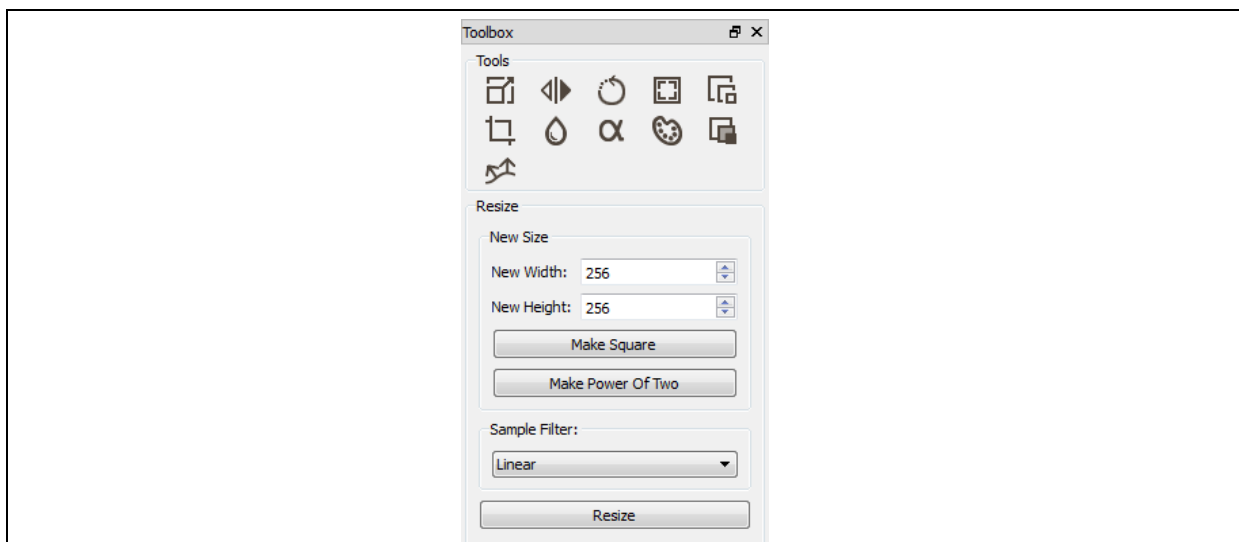 Toolbox
Tools
α
Resize
New Size
New Width: 256
New Height: 256
Make Square
Make Power Of Two
Sample Filter:
Linear
Resize